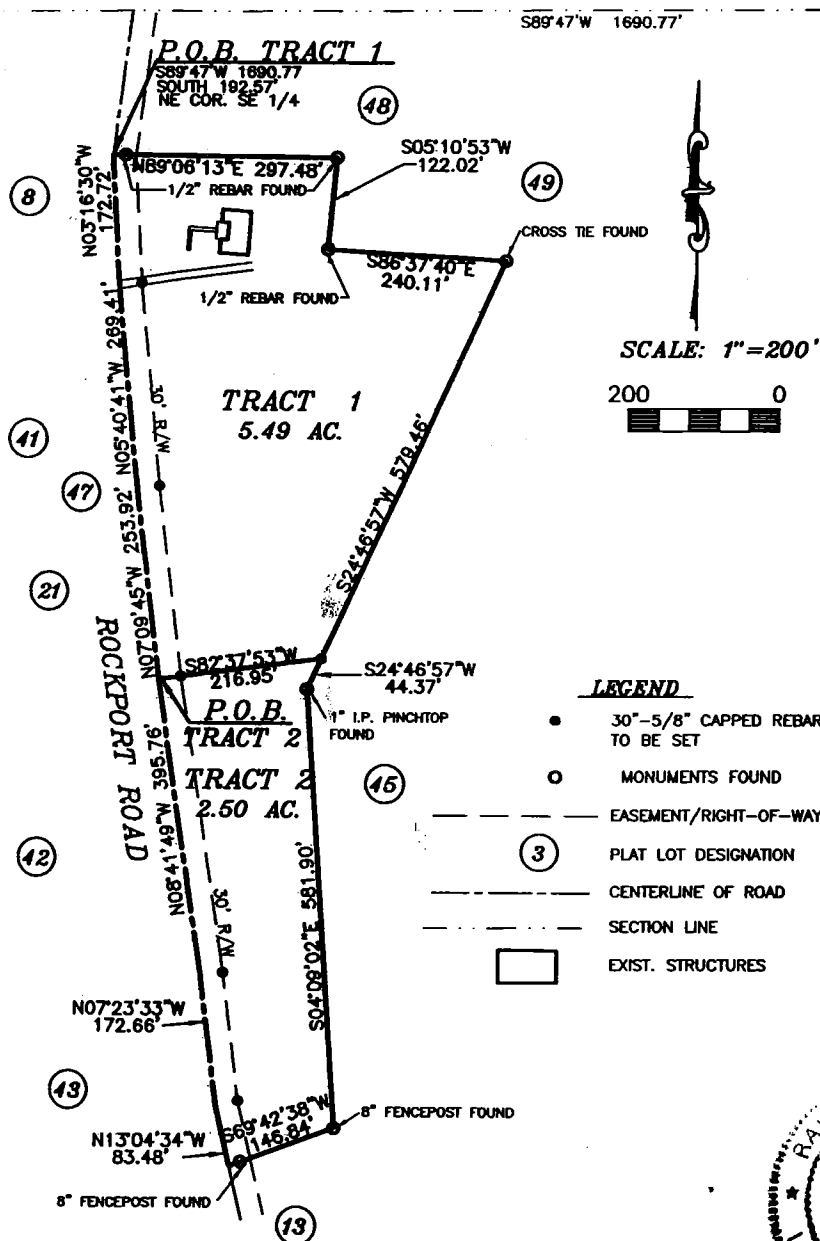 S89°47'W 1690.77'
P.O.B. TRACT 1
S89°47'W 1690.77
SOUTH 192.57'
NE COR. SE 1/4
48
S05°10'53"W
122.02'
N89°06'13"E 297.48'
1/2" REBAR FOUND
N03°16'30"W
172.72'
8
49
CROSS TIE FOUND
S86°37'40"E
240.11'
1/2" REBAR FOUND
SCALE: 1"=200'
200 0
N05°40'41"W 269.41'
30' R/W
TRACT 1
5.49 AC.
41
47
S24°46'57"W 579.46'
N07°09'45"W 253.92'
21
ROCKPORT ROAD
S82°37'53"W
216.95'
S24°46'57"W
44.37'
1" I.P. PINCHTOP
FOUND
P.O.B.
TRACT 2
TRACT 2
2.50 AC.
45
N08°41'49"W 395.76'
42
30' R/W
S04°09'02"E 581.90'
LEGEND
30"-5/8" CAPPED REBAR
TO BE SET
MONUMENTS FOUND
EASEMENT/RIGHT-OF-WAY
3
PLAT LOT DESIGNATION
CENTERLINE OF ROAD
SECTION LINE
EXIST. STRUCTURES
N07°23'33"W
172.66'
43
S69°42'38"W
146.84'
8" FENCEPOST FOUND
N13°04'34"W
83.48'
8" FENCEPOST FOUND
13